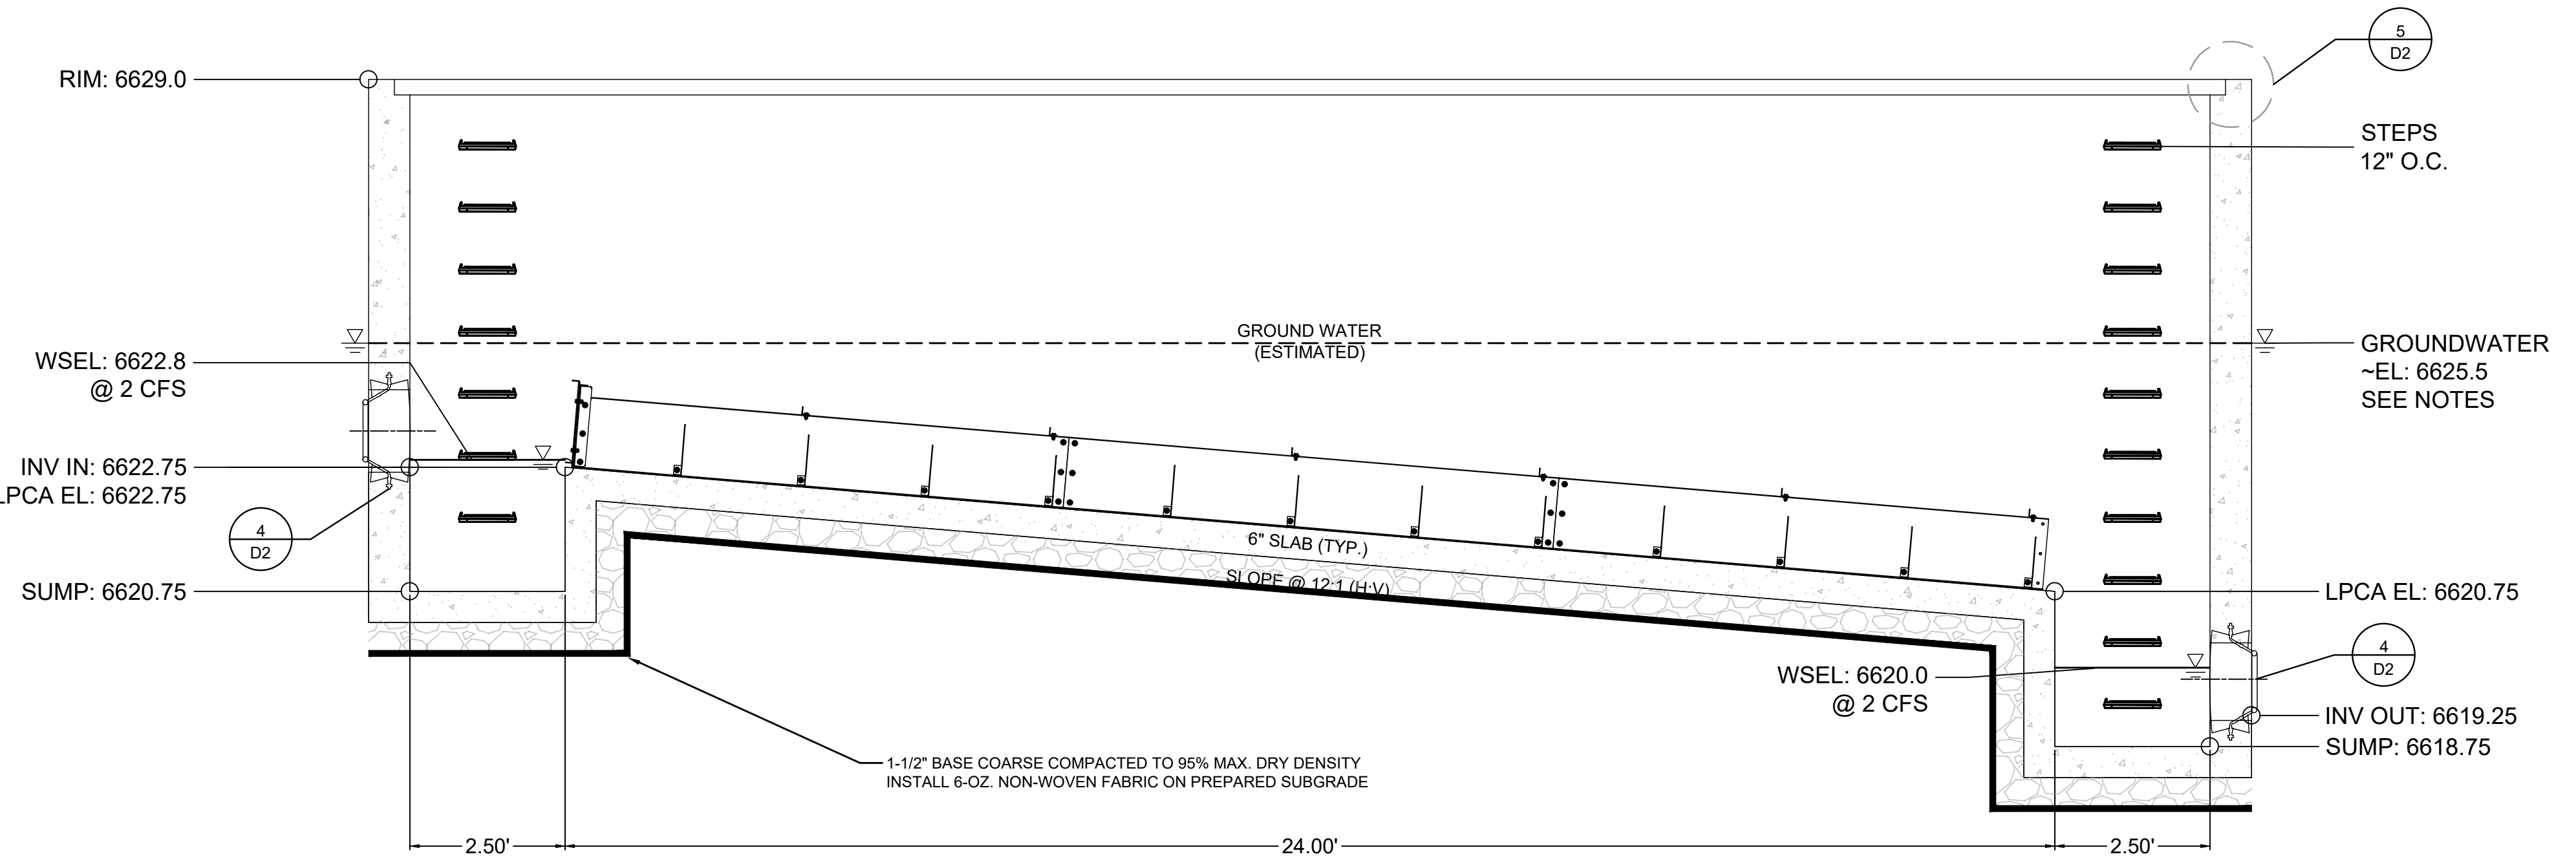 5
D2
RIM: 6629.0
STEPS
12" O.C.
GROUND WATER
(ESTIMATED)
WSEL: 6622.8
@ 2 CFS
GROUNDWATER
~EL: 6625.5
SEE NOTES
INV IN: 6622.75
LPCA EL: 6622.75
4
D2
6" SLAB (TYP.)
SLOPE @ 12:1 (H:V)
SUMP: 6620.75
LPCA EL: 6620.75
4
D2
WSEL: 6620.0
@ 2 CFS
INV OUT: 6619.25
SUMP: 6618.75
1-1/2" BASE COARSE COMPACTED TO 95% MAX. DRY DENSITY
INSTALL 6-OZ. NON-WOVEN FABRIC ON PREPARED SUBGRADE
2.50'
24.00'
2.50'